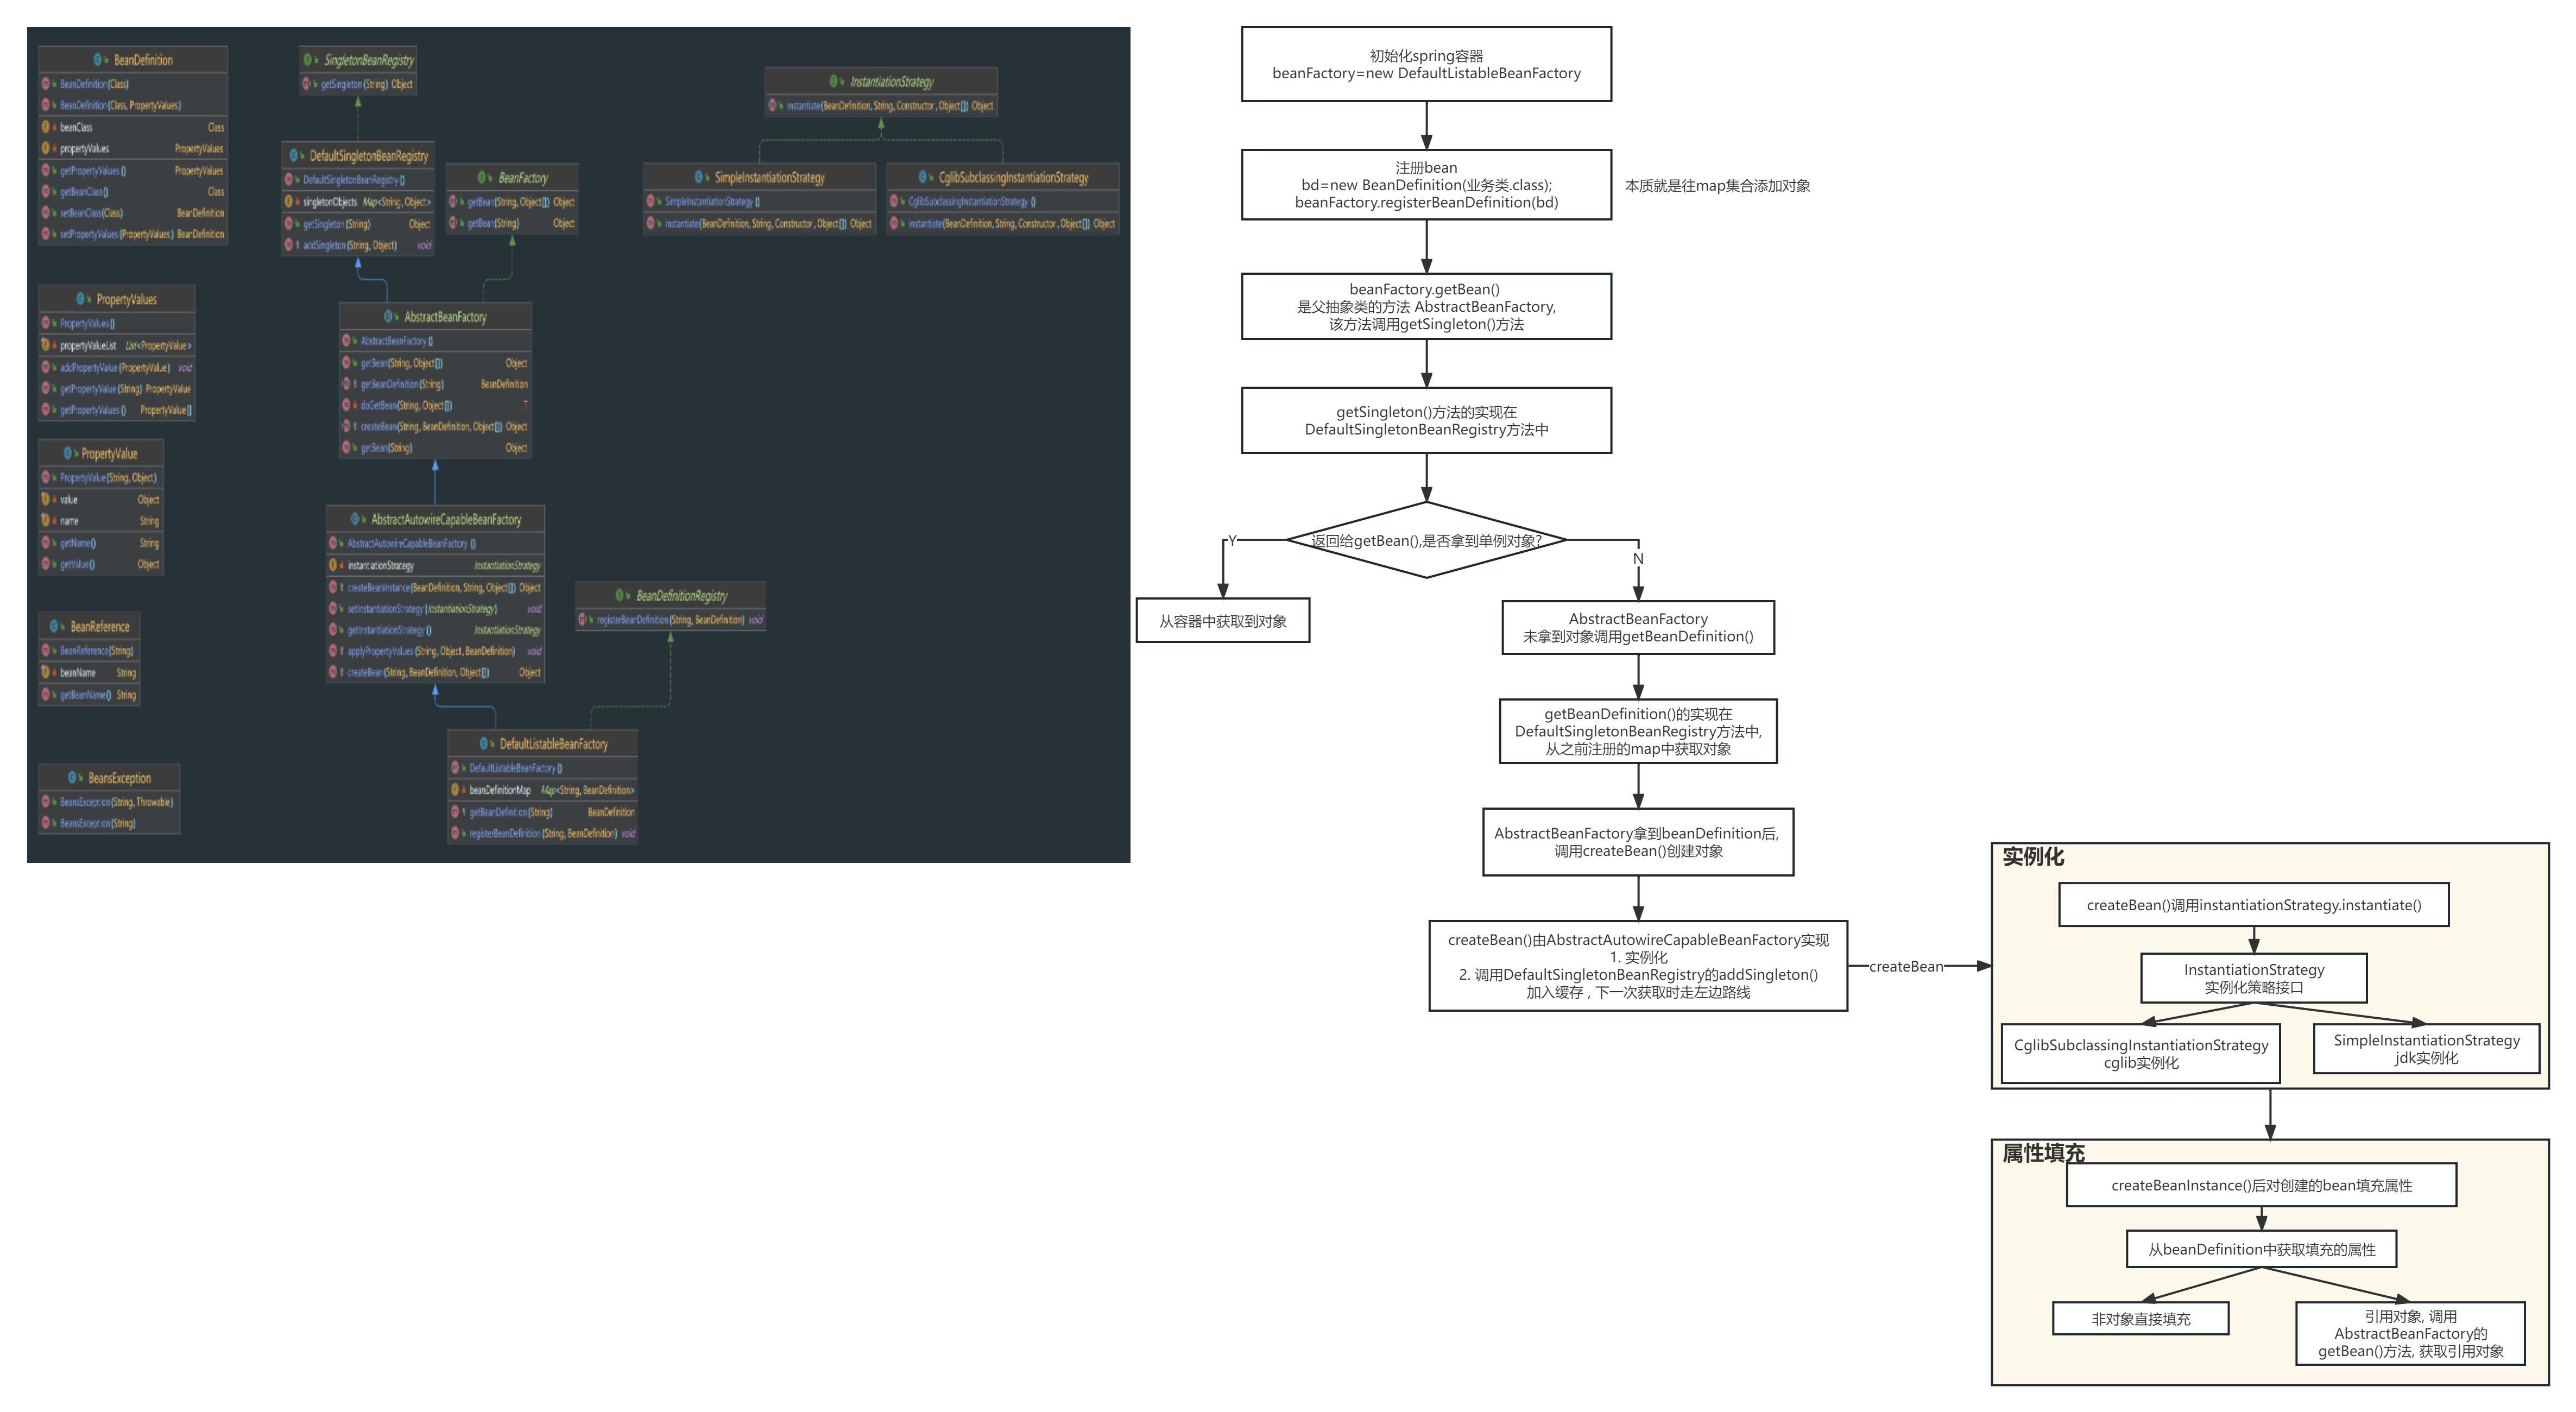 BeanDefinition
BeanDefinition(Class)
BeanDefinition(Class, PropertyValues)
beanClass Class
propertyValues PropertyValues
getPropertyValues() PropertyValues
getBeanClass() Class
setBeanClass(Class) BeanDefinition
setPropertyValues(PropertyValues) BeanDefinition
PropertyValues
PropertyValues()
propertyValueList List<PropertyValue>
addPropertyValue(PropertyValue) void
getPropertyValue(String) PropertyValue
getPropertyValues() PropertyValue[]
PropertyValue
PropertyValue(String, Object)
value Object
name String
getName() String
getValue() Object
BeanReference
BeanReference(String)
beanName String
getBeanName() String
BeansException
BeansException(String, Throwable)
BeansException(String)
SingletonBeanRegistry
getSingleton(String) Object
DefaultSingletonBeanRegistry
DefaultSingletonBeanRegistry()
singletonObjects Map<String, Object>
getSingleton(String) Object
addSingleton(String, Object) void
BeanFactory
getBean(String, Object[]) Object
getBean(String) Object
AbstractBeanFactory
AbstractBeanFactory()
getBean(String, Object[]) Object
getBeanDefinition(String) BeanDefinition
doGetBean(String, Object[]) T
createBean(String, BeanDefinition, Object[]) Object
getBean(String) Object
AbstractAutowireCapableBeanFactory
AbstractAutowireCapableBeanFactory()
instantiationStrategy InstantiationStrategy
createBeanInstance(BeanDefinition, String, Object[]) Object
setInstantiationStrategy(InstantiationStrategy) void
getInstantiationStrategy() InstantiationStrategy
applyPropertyValues(String, Object, BeanDefinition) void
createBean(String, BeanDefinition, Object[]) Object
BeanDefinitionRegistry
registerBeanDefinition(String, BeanDefinition) void
DefaultListableBeanFactory
DefaultListableBeanFactory()
beanDefinitionMap Map<String, BeanDefinition>
getBeanDefinition(String) BeanDefinition
registerBeanDefinition(String, BeanDefinition) void
InstantiationStrategy
instantiate(BeanDefinition, String, Constructor, Object[]) Object
SimpleInstantiationStrategy
SimpleInstantiationStrategy()
instantiate(BeanDefinition, String, Constructor, Object[]) Object
CglibSubclassingInstantiationStrategy
CglibSubclassingInstantiationStrategy()
instantiate(BeanDefinition, String, Constructor, Object[]) Object
初始化spring容器
beanFactory=new DefaultListableBeanFactory
注册bean
bd=new BeanDefinition(业务类.class);
beanFactory.registerBeanDefinition(bd)
本质就是往map集合添加对象
beanFactory.getBean()
是父抽象类的方法 AbstractBeanFactory,
该方法调用getSingleton()方法
getSingleton()方法的实现在
DefaultSingletonBeanRegistry方法中
返回给getBean(),是否拿到单例对象?
Y
N
从容器中获取到对象
AbstractBeanFactory
未拿到对象调用getBeanDefinition()
getBeanDefinition()的实现在
DefaultSingletonBeanRegistry方法中,
从之前注册的map中获取对象
AbstractBeanFactory拿到beanDefinition后,
调用createBean()创建对象
createBean()由AbstractAutowireCapableBeanFactory实现
1. 实例化
2. 调用DefaultSingletonBeanRegistry的addSingleton()
加入缓存，下一次获取时走左边路线
createBean
实例化
createBean()调用instantiationStrategy.instantiate()
InstantiationStrategy
实例化策略接口
CglibSubclassingInstantiationStrategy
cglib实例化
SimpleInstantiationStrategy
jdk实例化
属性填充
createBeanInstance()后对创建的bean填充属性
从beanDefinition中获取填充的属性
非对象直接填充
引用对象, 调用
AbstractBeanFactory的
getBean()方法, 获取引用对象